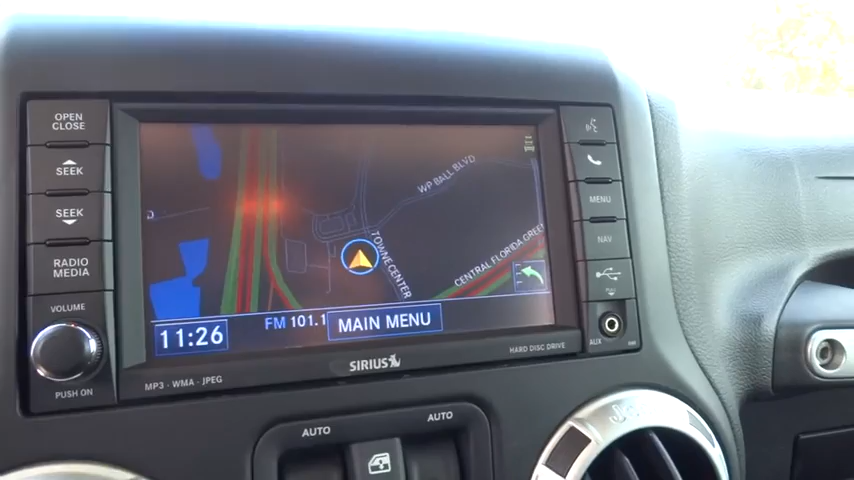 OPEN
CLOSE
SEEK
SEEK
RADIO
MEDIA
VOLUME
PUSH ON
WP BALL BLVD
TOWNE CENTER
CENTRAL FLORIDA GREEN
11:26
FM 101.1
MAIN MENU
MENU
NAV
AUX
SIRIUS
HARD DISC DRIVE
MP3 · WMA · JPEG
AUTO
AUTO